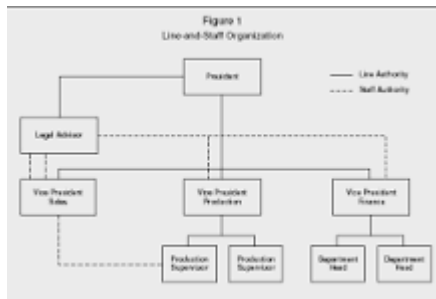 Figure 1
Line-and-Staff Organization
President
Line Authority
Staff Authority
Legal Advisor
Vice President
Sales
Vice President
Production
Vice President
Finance
Production
Supervisor
Production
Supervisor
Department
Head
Department
Head